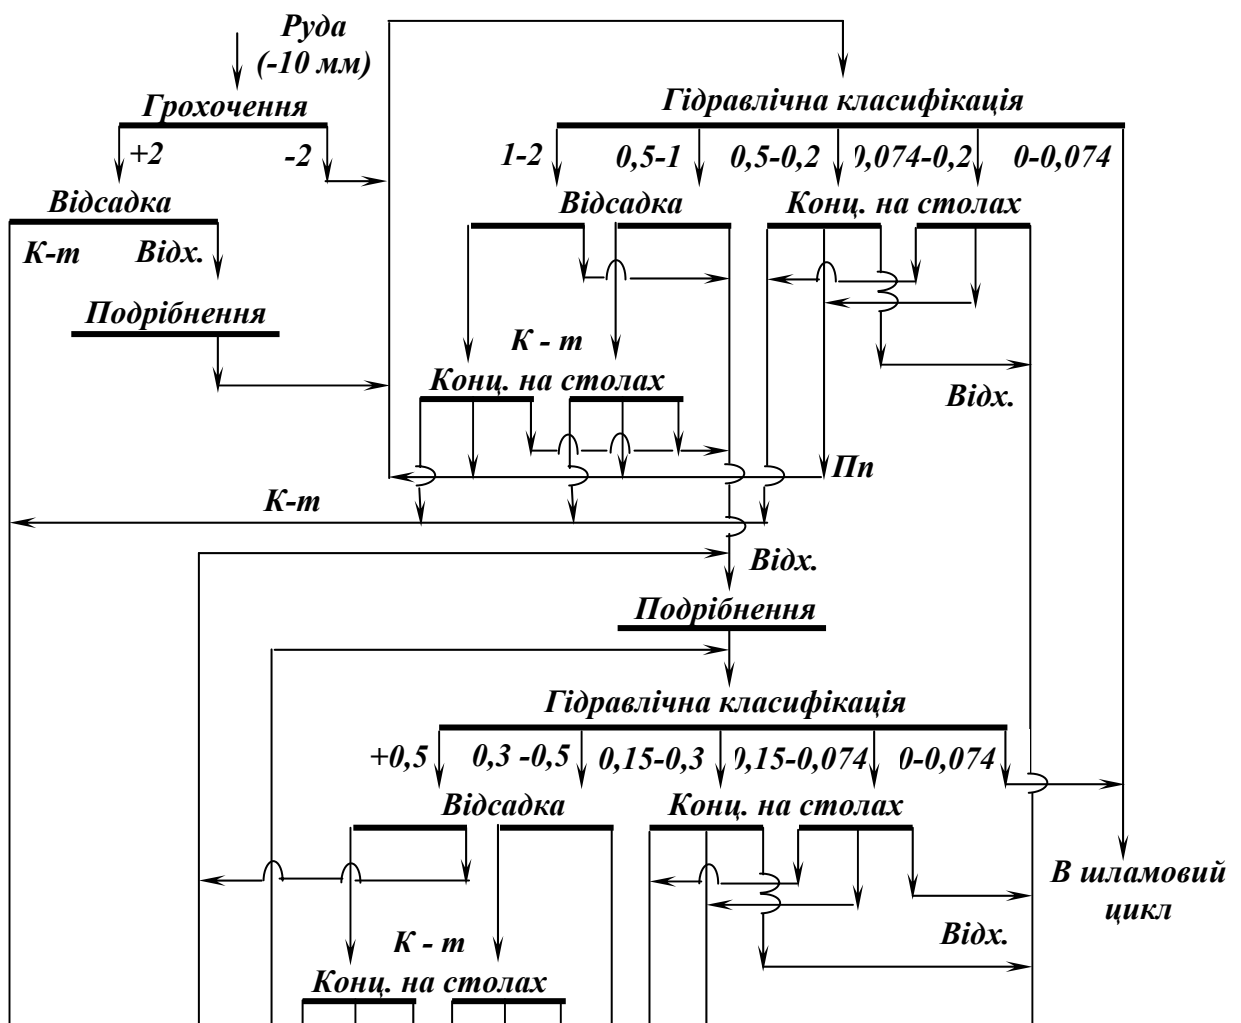 Руда
(-10 мм)
Грохочення
+2
-2
Відсадка
К-т
Відх.
Подрібнення
Гідравлічна класифікація
1-2
0,5-1
0,5-0,2
0,074-0,2
0-0,074
Відсадка
Конц. на столах
К - т
Конц. на столах
Відх.
Пп
К-т
Відх.
Подрібнення
Гідравлічна класифікація
+0,5
0,3 -0,5
0,15-0,3
0,15-0,074
0-0,074
Відсадка
Конц. на столах
В шламовий
цикл
Відх.
К - т
Конц. на столах